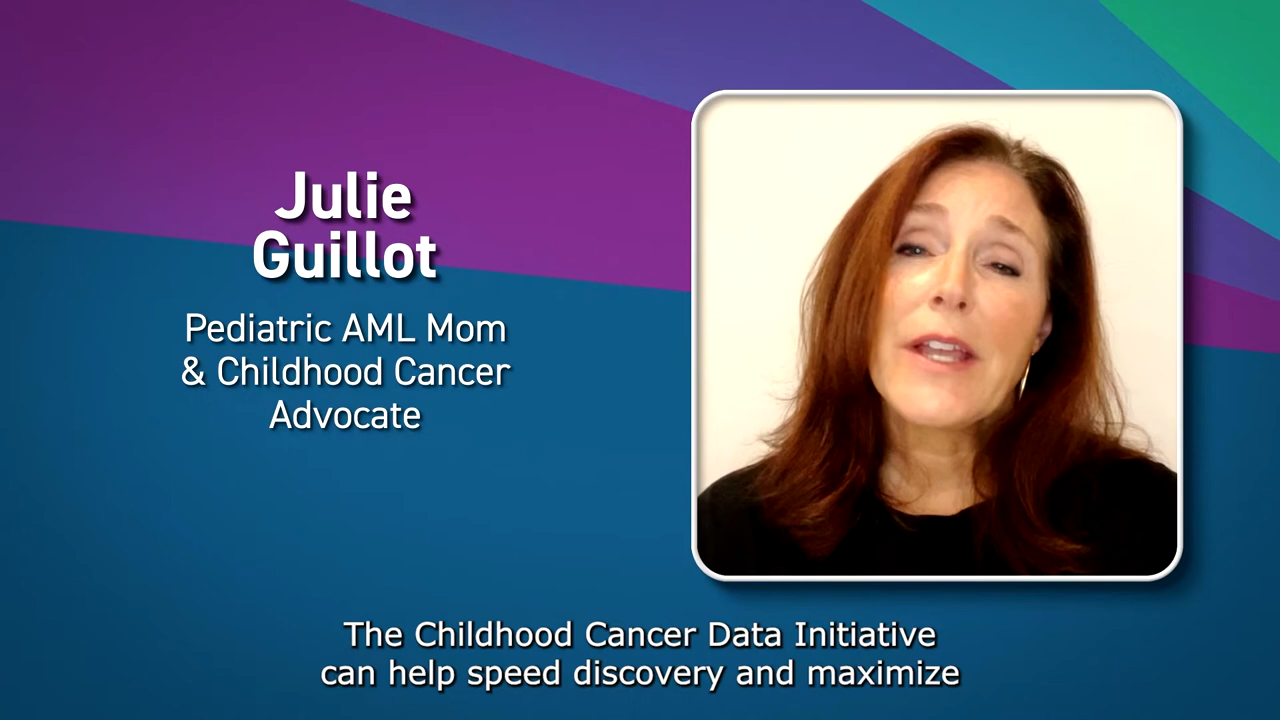 Julie
Guillot
Pediatric AML Mom
& Childhood Cancer
Advocate
The Childhood Cancer Data Initiative
can help speed discovery and maximize